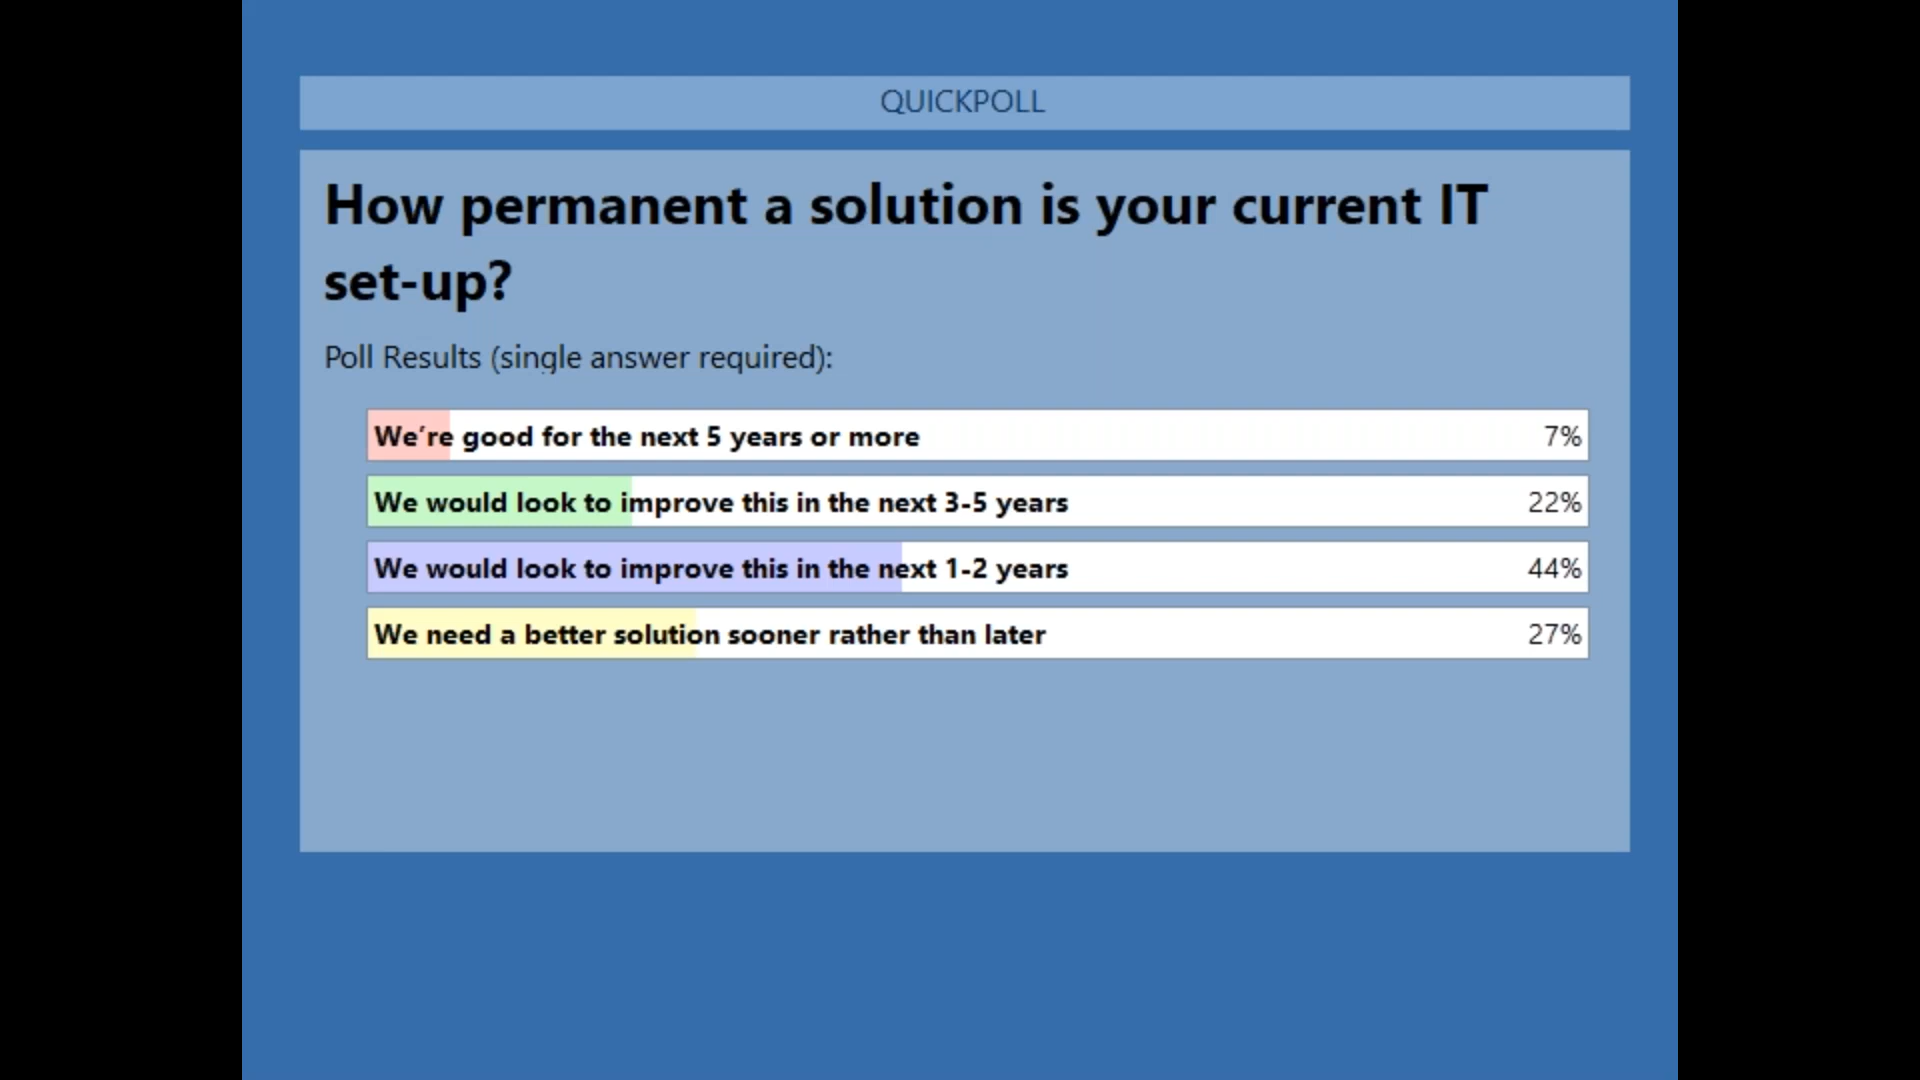 QUICKPOLL
How permanent a solution is your current IT
set-up?
Poll Results (single answer required):
We’re good for the next 5 years or more 7%
We would look to improve this in the next 3-5 years 22%
We would look to improve this in the next 1-2 years 44%
We need a better solution sooner rather than later 27%